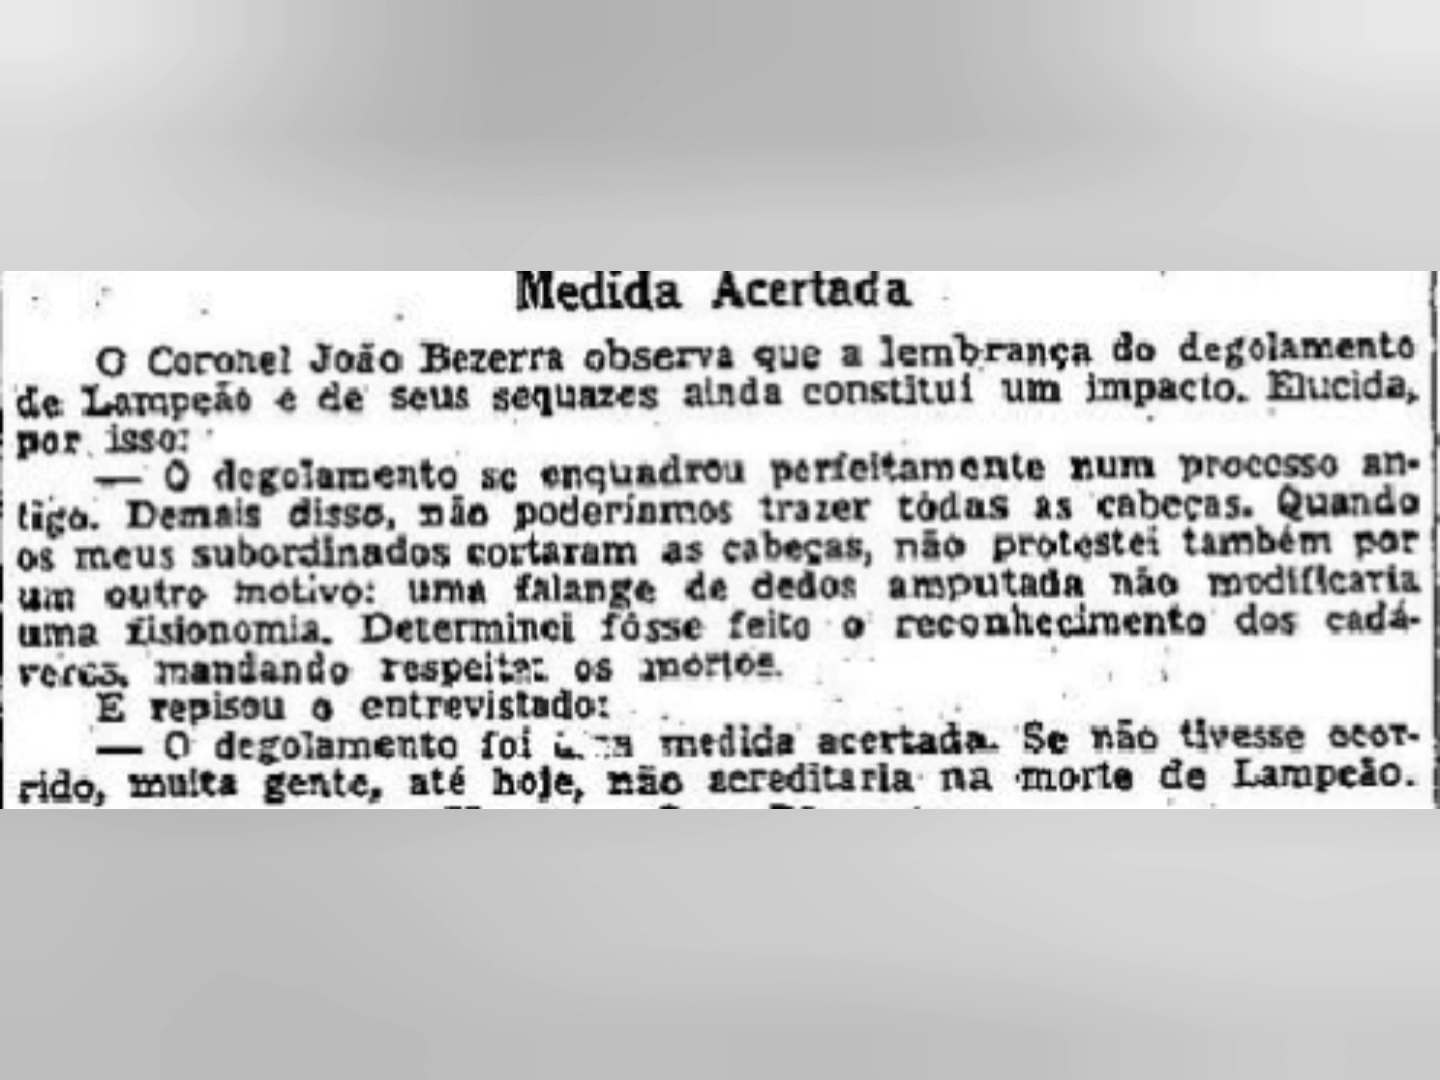 Medida Acertada
O Coronel João Bezerra observa que a lembrança do degolamento
de Lampeão e de seus sequazes ainda constitui um impacto. Elucida,
por isso:
— O degolamento se enquadrou perfeitamente num processo an-
tigo. Demais disso, não poderíamos trazer tôdas as cabeças. Quando
os meus subordinados cortaram as cabeças, não protestei também por
um outro motivo: uma falange de dedos amputada não modificaria
uma fisionomia. Determinei fôsse feito o reconhecimento dos cadá-
veres, mandando respeitar os mortos.
E repisou o entrevistado:
— O degolamento foi medida acertada. Se não tivesse ocor-
rido, muita gente, até hoje, não acreditaria na morte de Lampeão.